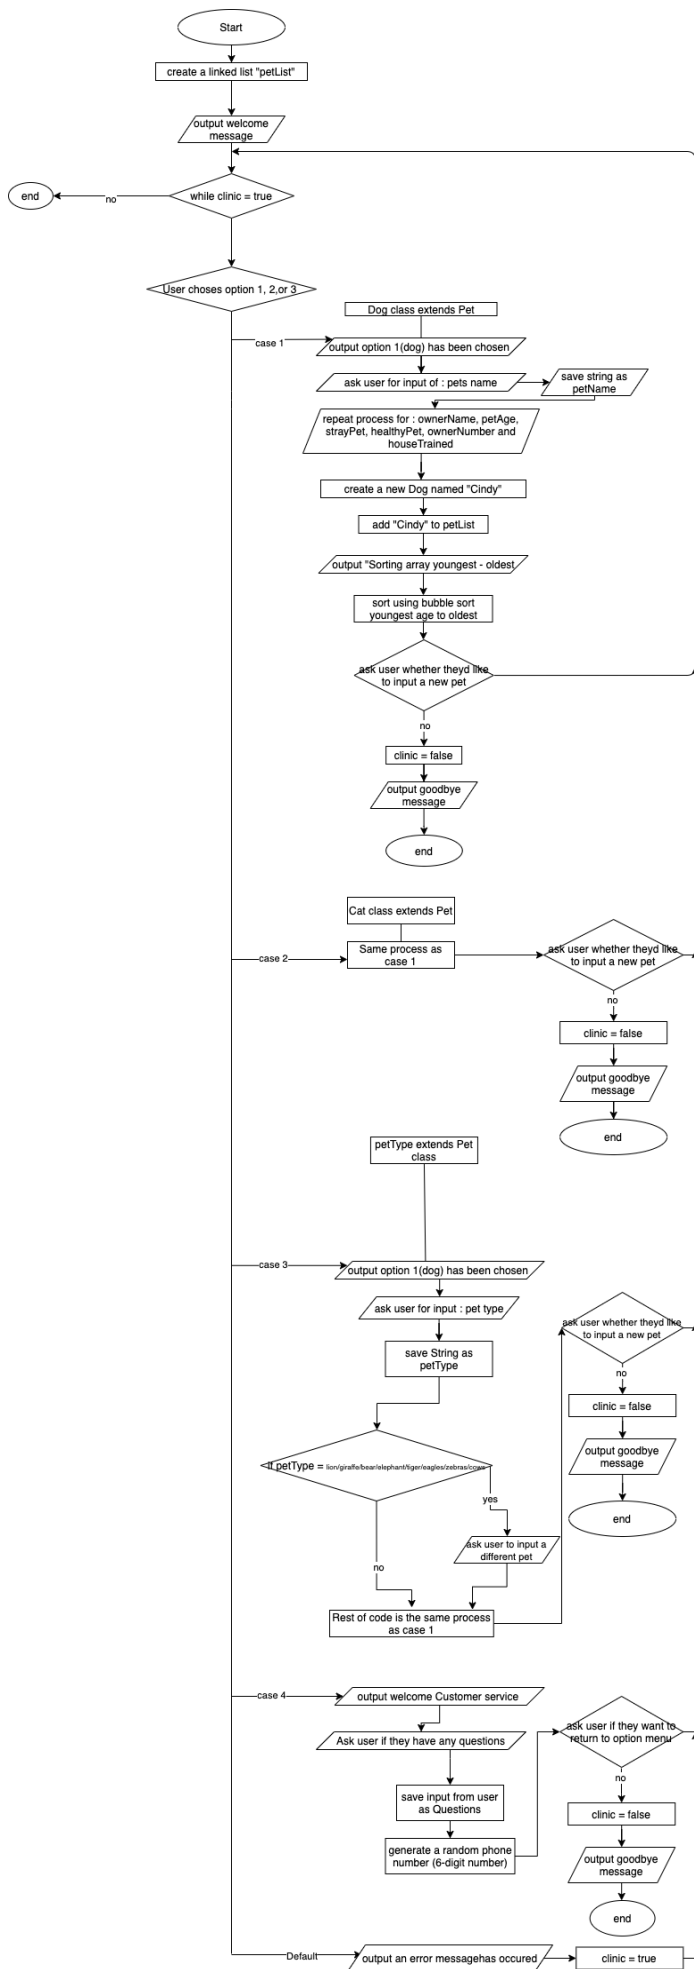 Start
create a linked list "petList"
output welcome
message
end
no
while clinic = true
User choses option 1, 2,or 3
Dog class extends Pet
case 1
output option 1(dog) has been chosen
ask user for input of : pets name
save string as
petName
repeat process for : ownerName, petAge,
strayPet, healthyPet, ownerNumber and
houseTrained
create a new Dog named "Cindy"
add "Cindy" to petList
output "Sorting array youngest - oldest
sort using bubble sort
youngest age to oldest
ask user whether theyd like
to input a new pet
no
clinic = false
output goodbye
message
end
Cat class extends Pet
case 2
Same process as
case 1
ask user whether theyd like
to input a new pet
no
clinic = false
output goodbye
message
end
petType extends Pet
class
case 3
output option 1(dog) has been chosen
ask user for input : pet type
save String as
petType
if petType = lion/giraffe/bear/elephant/tiger/eagles/zebras/cows
yes
ask user to input a
different pet
no
Rest of code is the same process
as case 1
ask user whether theyd like
to input a new pet
no
clinic = false
output goodbye
message
end
case 4
output welcome Customer service
Ask user if they have any questions
save input from user
as Questions
generate a random phone
number (6-digit number)
ask user if they want to
return to option menu
no
clinic = false
output goodbye
message
end
Default
output an error messagehas occured
clinic = true